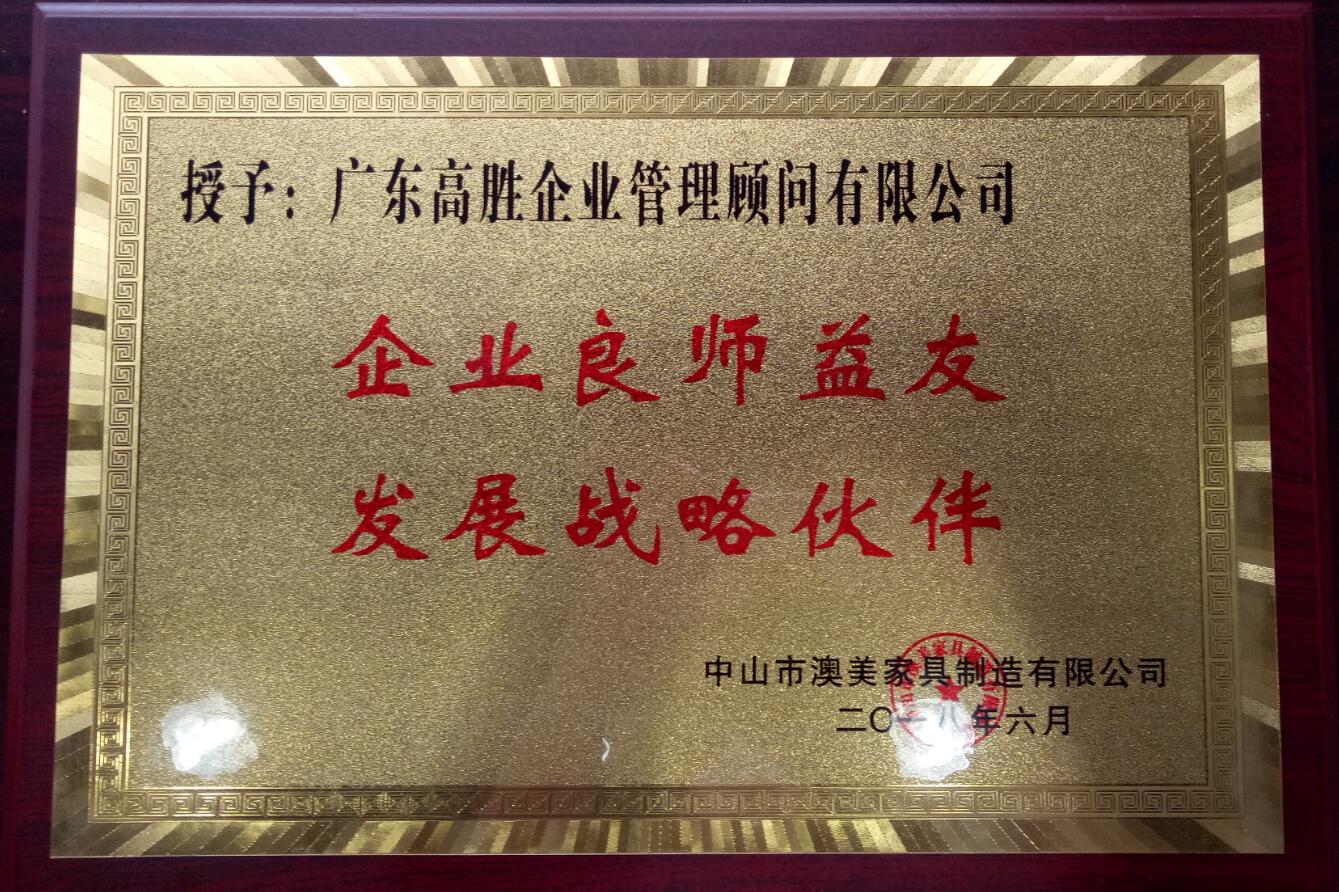 授予：广东高胜企业管理顾问有限公司
企业良师益友
发展战略伙伴
中山市澳美家具制造有限公司
二〇一八年六月